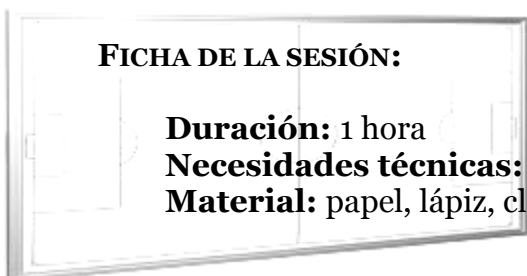 FICHA DE LA SESIÓN:
Duración: 1 hora
Necesidades técnicas:
Material: papel, lápiz,